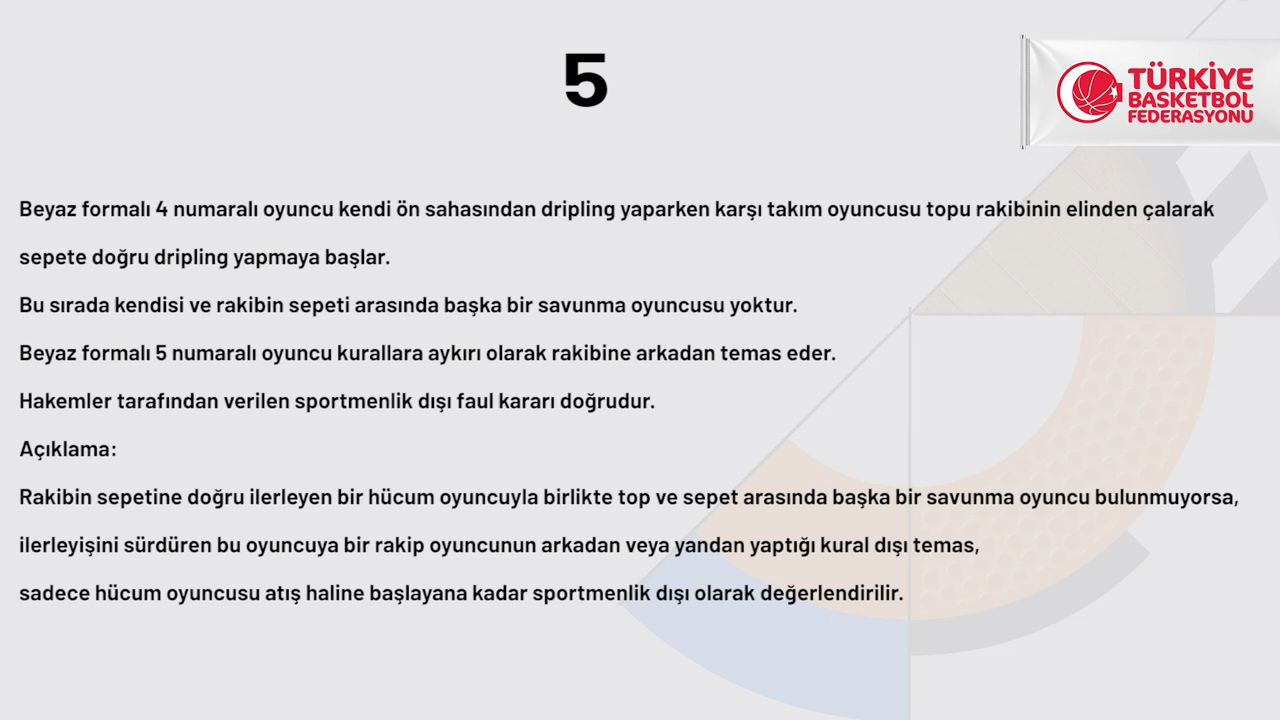 5
TÜRKİYE
BASKETBOL
FEDERASYONU
Beyaz formalı 4 numaralı oyuncu kendi ön sahasından dripling yaparken karşı takım oyuncusu topu rakibinin elinden çalarak
sepete doğru dripling yapmaya başlar.
Bu sırada kendisi ve rakibin sepeti arasında başka bir savunma oyuncusu yoktur.
Beyaz formalı 5 numaralı oyuncu kurallara aykırı olarak rakibine arkadan temas eder.
Hakemler tarafından verilen sportmenlik dışı faul kararı doğrudur.
Açıklama:
Rakibin sepetine doğru ilerleyen bir hücum oyuncuyla birlikte top ve sepet arasında başka bir savunma oyuncu bulunmuyorsa,
ilerleyişini sürdüren bu oyuncuya bir rakip oyuncunun arkadan veya yandan yaptığı kural dışı temas,
sadece hücum oyuncusu atış haline başlayana kadar sportmenlik dışı olarak değerlendirilir.